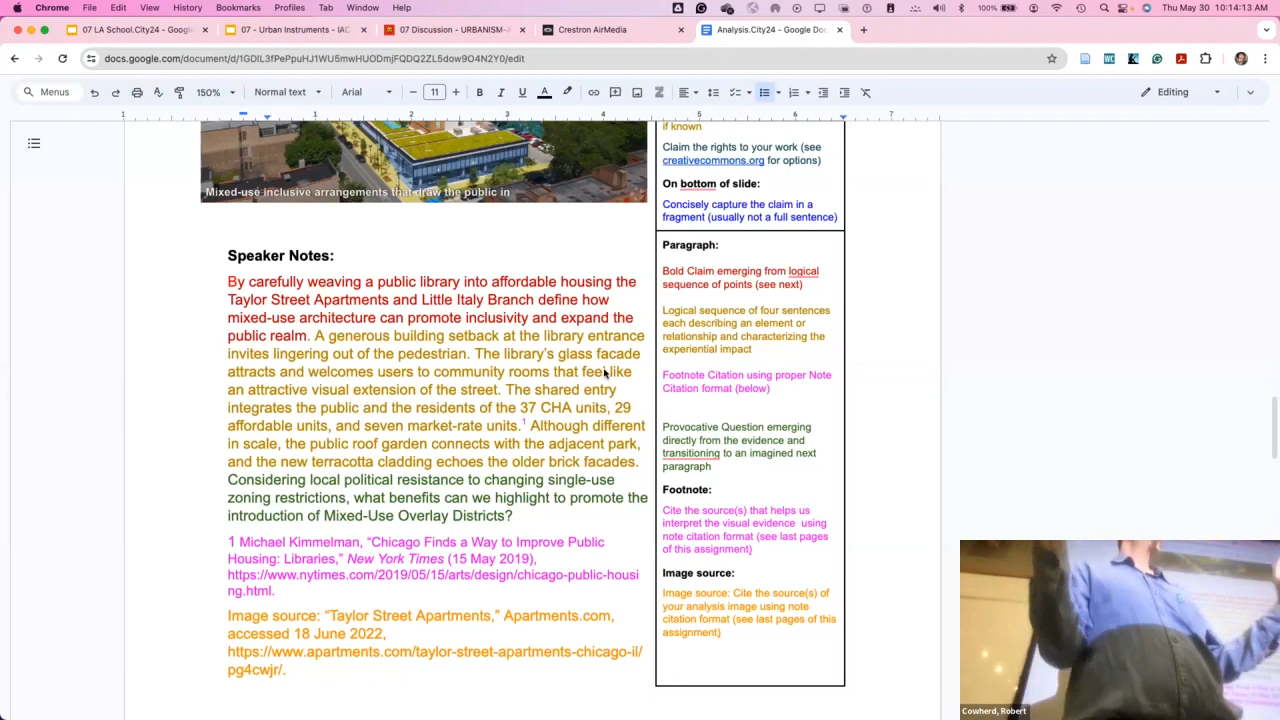 Chrome File Edit View History Bookmarks Profiles Tab Window Help 100% Thu May 30 10:14:13 AM
07 LA School.City24 - Google 07 - Urban Instruments - IAC 07 Discussion - URBANISM-A Crestron AirMedia Analysis.City24 - Google Doc
docs.google.com/document/d/1GDIL3fPePpuHJ1WU5mwHUODmjFQDQ2ZL5dow9O4N2Y0/edit
Menus 150% Normal text Arial 11 Editing
1 1 2 3 4 5 6 7
Mixed-use inclusive arrangements that draw the public in
Speaker Notes:
By carefully weaving a public library into affordable housing the
Taylor Street Apartments and Little Italy Branch define how
mixed-use architecture can promote inclusivity and expand the
public realm. A generous building setback at the library entrance
invites lingering out of the pedestrian. The library's glass facade
attracts and welcomes users to community rooms that feel like
an attractive visual extension of the street. The shared entry
integrates the public and the residents of the 37 CHA units, 29
affordable units, and seven market-rate units.1 Although different
in scale, the public roof garden connects with the adjacent park,
and the new terracotta cladding echoes the older brick facades.
Considering local political resistance to changing single-use
zoning restrictions, what benefits can we highlight to promote the
introduction of Mixed-Use Overlay Districts?
1 Michael Kimmelman, “Chicago Finds a Way to Improve Public
Housing: Libraries,” New York Times (15 May 2019),
https://www.nytimes.com/2019/05/15/arts/design/chicago-public-housi
ng.html.
Image source: “Taylor Street Apartments,” Apartments.com,
accessed 18 June 2022,
https://www.apartments.com/taylor-street-apartments-chicago-il/
pg4cwjr/.
if known
Claim the rights to your work (see
creativecommons.org for options)
On bottom of slide:
Concisely capture the claim in a
fragment (usually not a full sentence)
Paragraph:
Bold Claim emerging from logical
sequence of points (see next)
Logical sequence of four sentences
each describing an element or
relationship and characterizing the
experiential impact
Footnote Citation using proper Note
Citation format (below)
Provocative Question emerging
directly from the evidence and
transitioning to an imagined next
paragraph
Footnote:
Cite the source(s) that helps us
interpret the visual evidence using
note citation format (see last pages
of this assignment)
Image source:
Image source: Cite the source(s) of
your analysis image using note
citation format (see last pages of this
assignment)
Cowherd, Robert